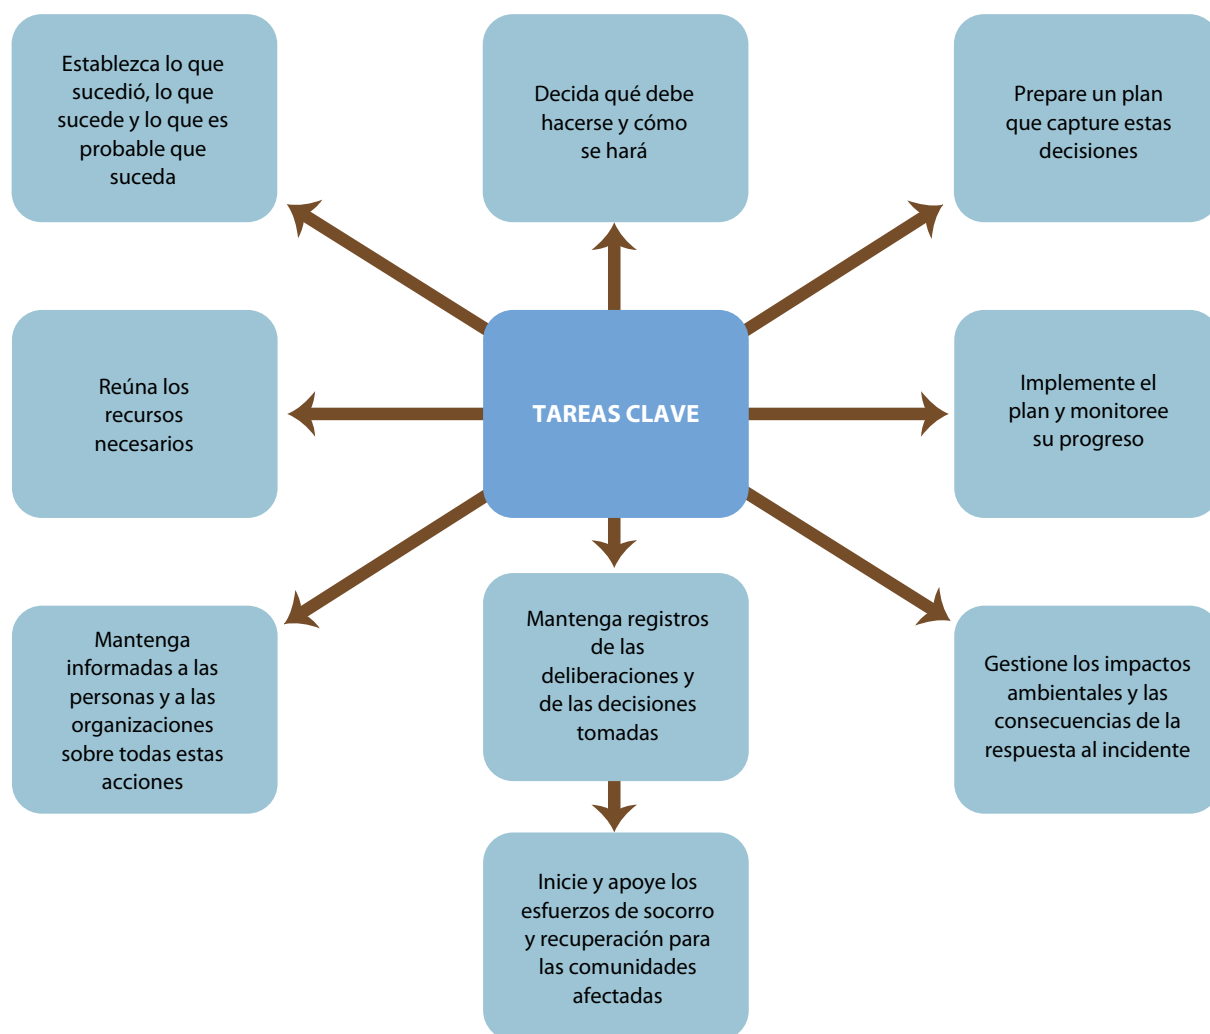 Establezca lo que
sucedió, lo que
sucede y lo que es
probable que
suceda
Decida qué debe
hacerse y cómo
se hará
Prepare un plan
que capture estas
decisiones
Reúna los
recursos
necesarios
TAREAS CLAVE
Implemente el
plan y monitoree
su progreso
Mantenga
informadas a las
personas y a las
organizaciones
sobre todas estas
acciones
Mantenga registros
de las
deliberaciones y
de las decisiones
tomadas
Gestione los impactos
ambientales y las
consecuencias de la
respuesta al incidente
Inicie y apoye los
esfuerzos de socorro
y recuperación para
las comunidades
afectadas